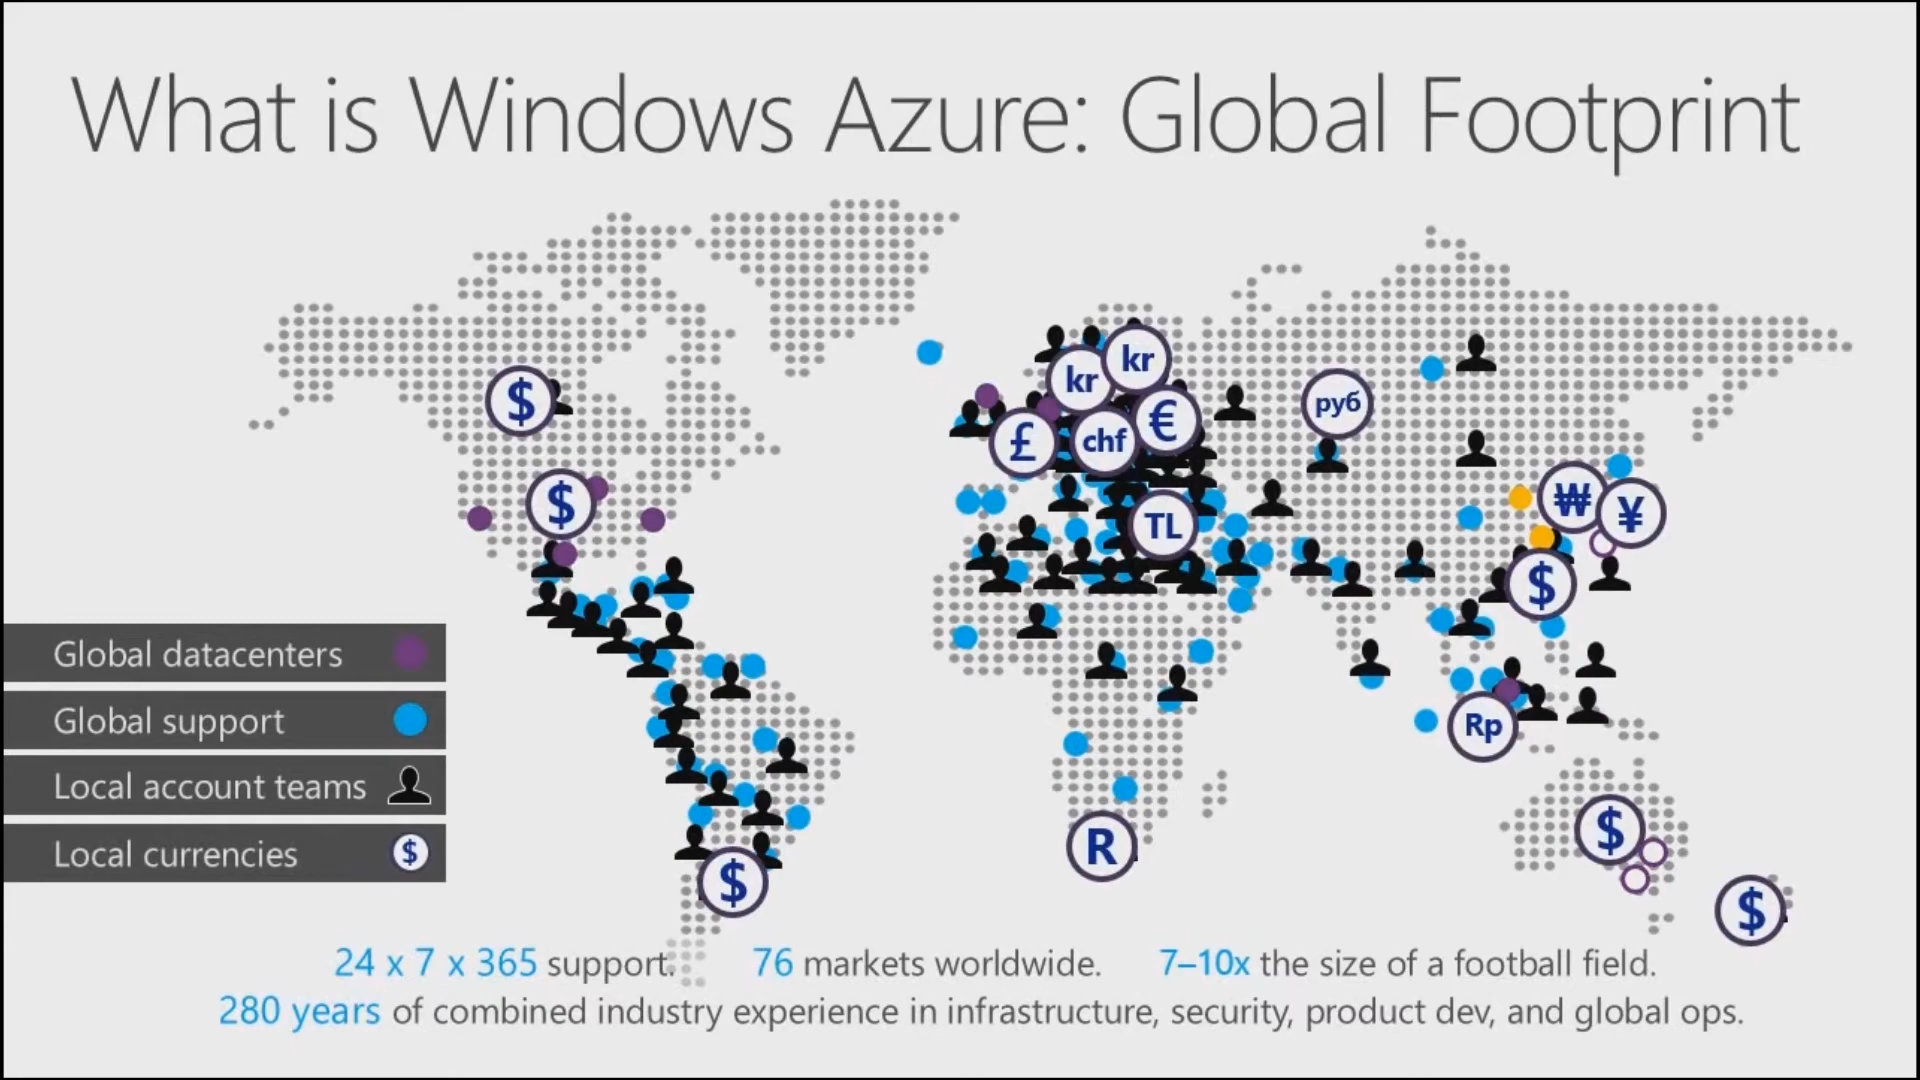 What is Windows Azure: Global Footprint
kr
kr
$
руб
£
chf
€
$
₩
¥
TL
$
Global datacenters
Global support
Rp
Local account teams
$
Local currencies $
R
$
$
24 x 7 x 365 support.
76 markets worldwide.
7–10x the size of a football field.
280 years of combined industry experience in infrastructure, security, product dev, and global ops.